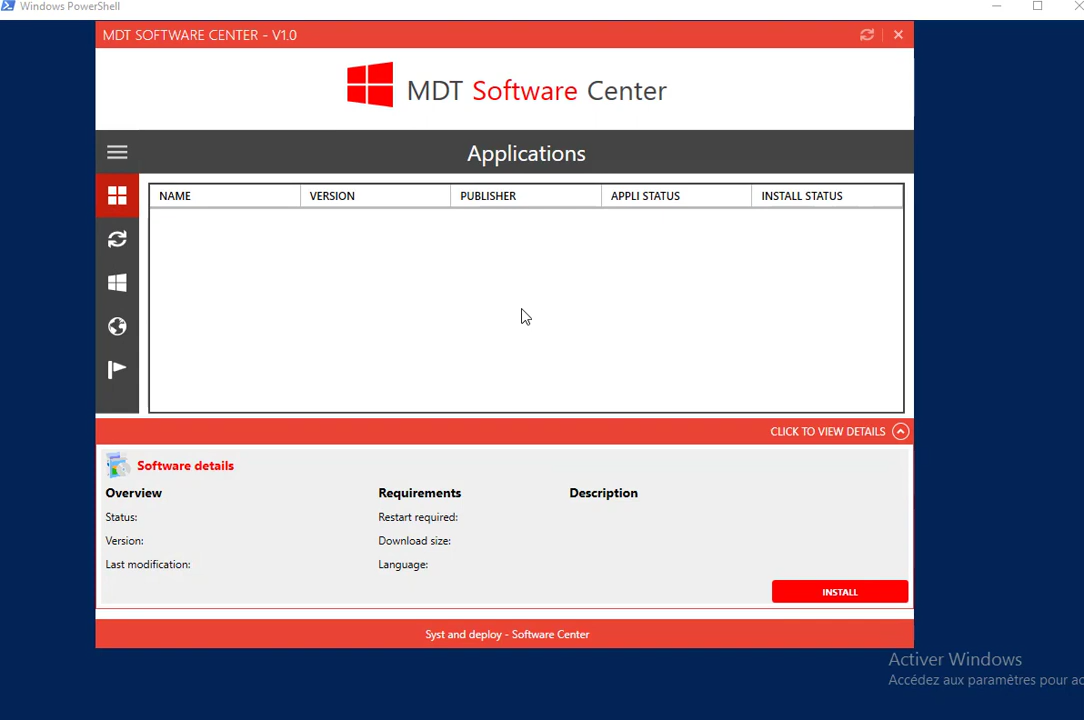 Windows PowerShell
MDT SOFTWARE CENTER - V1.0
MDT Software Center
Applications
NAME VERSION PUBLISHER APPLI STATUS INSTALL STATUS
CLICK TO VIEW DETAILS
Software details
Overview Requirements Description
Status: Restart required:
Version: Download size:
Last modification: Language:
INSTALL
Syst and deploy - Software Center
Activer Windows
Accédez aux paramètres pour ac